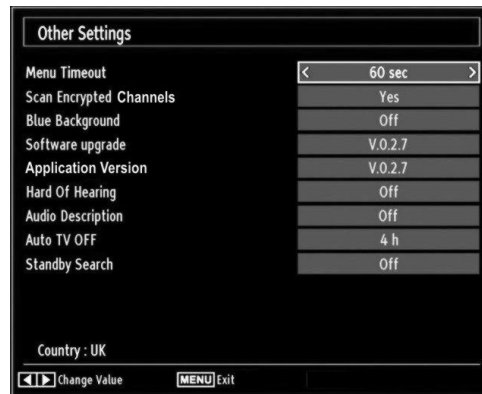 Other Settings
Menu Timeout < 60 sec >
Scan Encrypted Channels Yes
Blue Background Off
Software upgrade V.0.2.7
Application Version V.0.2.7
Hard Of Hearing Off
Audio Description Off
Auto TV OFF 4 h
Standby Search Off
Country : UK
Change Value MENU Exit